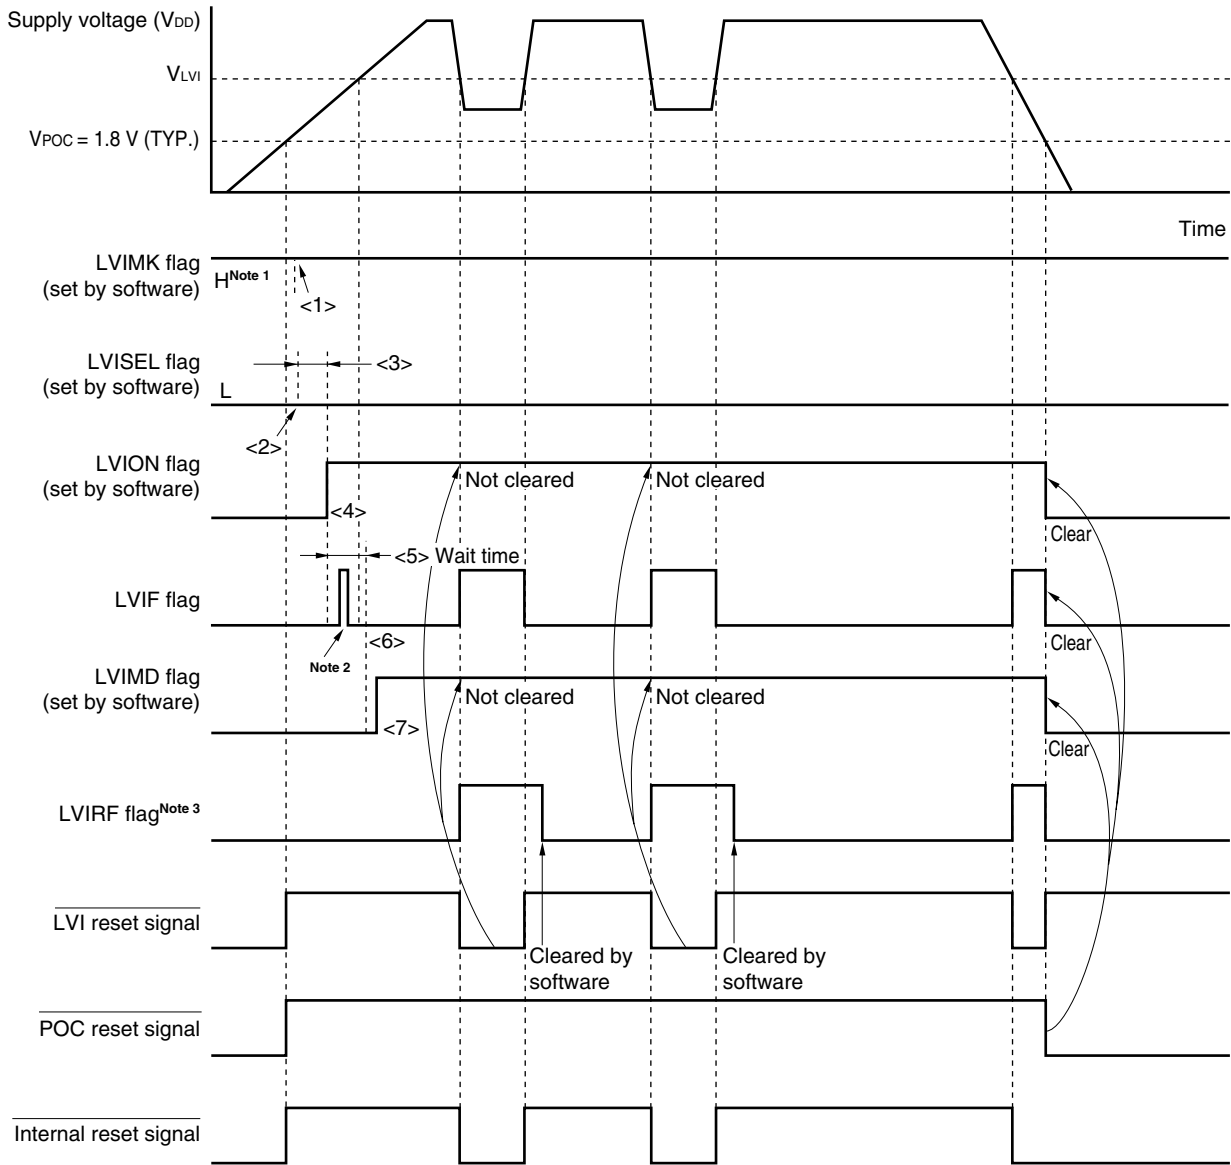 Supply voltage (VDD)
VLVI
VPOC = 1.8 V (TYP.)
Time
LVIMK flag
(set by software)
HNote 1
<1>
LVISEL flag
(set by software)
<3>
L
<2>
LVION flag
(set by software)
Not cleared
Not cleared
<4>
Clear
<5> Wait time
LVIF flag
<6>
Note 2
Clear
LVIMD flag
(set by software)
Not cleared
Not cleared
<7>
Clear
LVIRF flagNote 3
LVI reset signal
Cleared by
software
Cleared by
software
POC reset signal
Internal reset signal